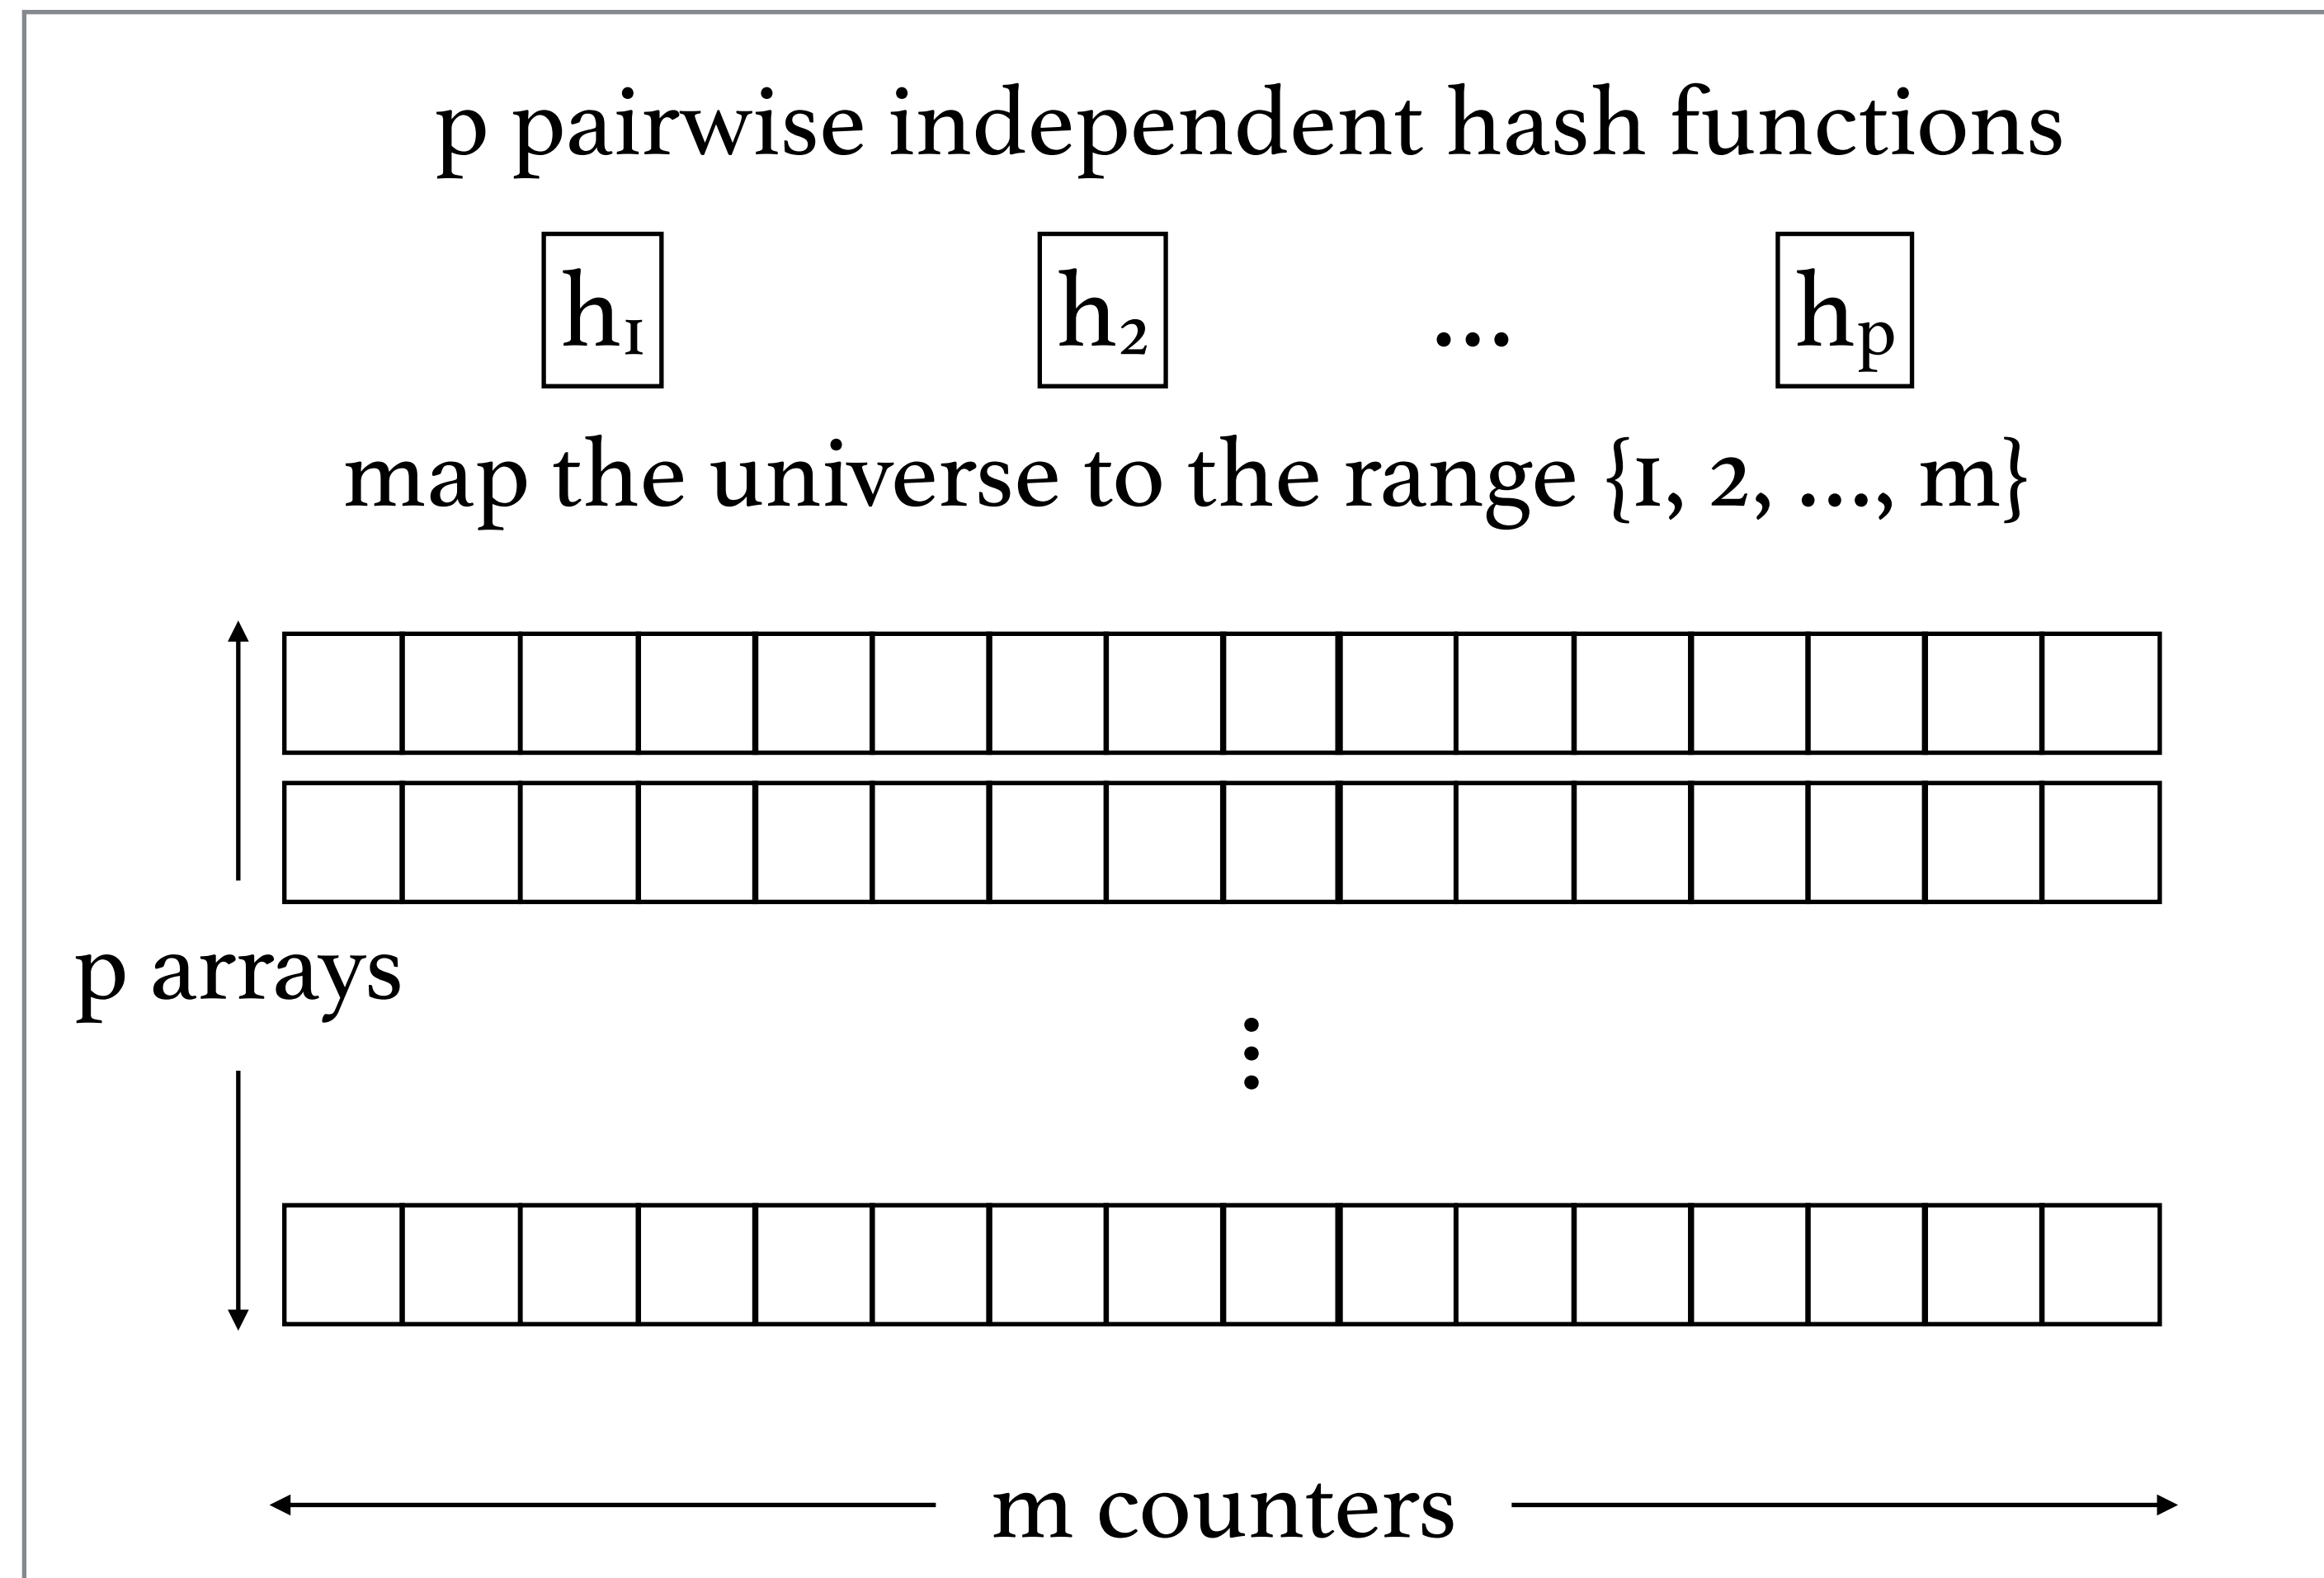 p pairwise independent hash functions
h₁ h₂ ... hₚ
map the universe to the range {1, 2, ..., m}
p arrays
⋮
m counters